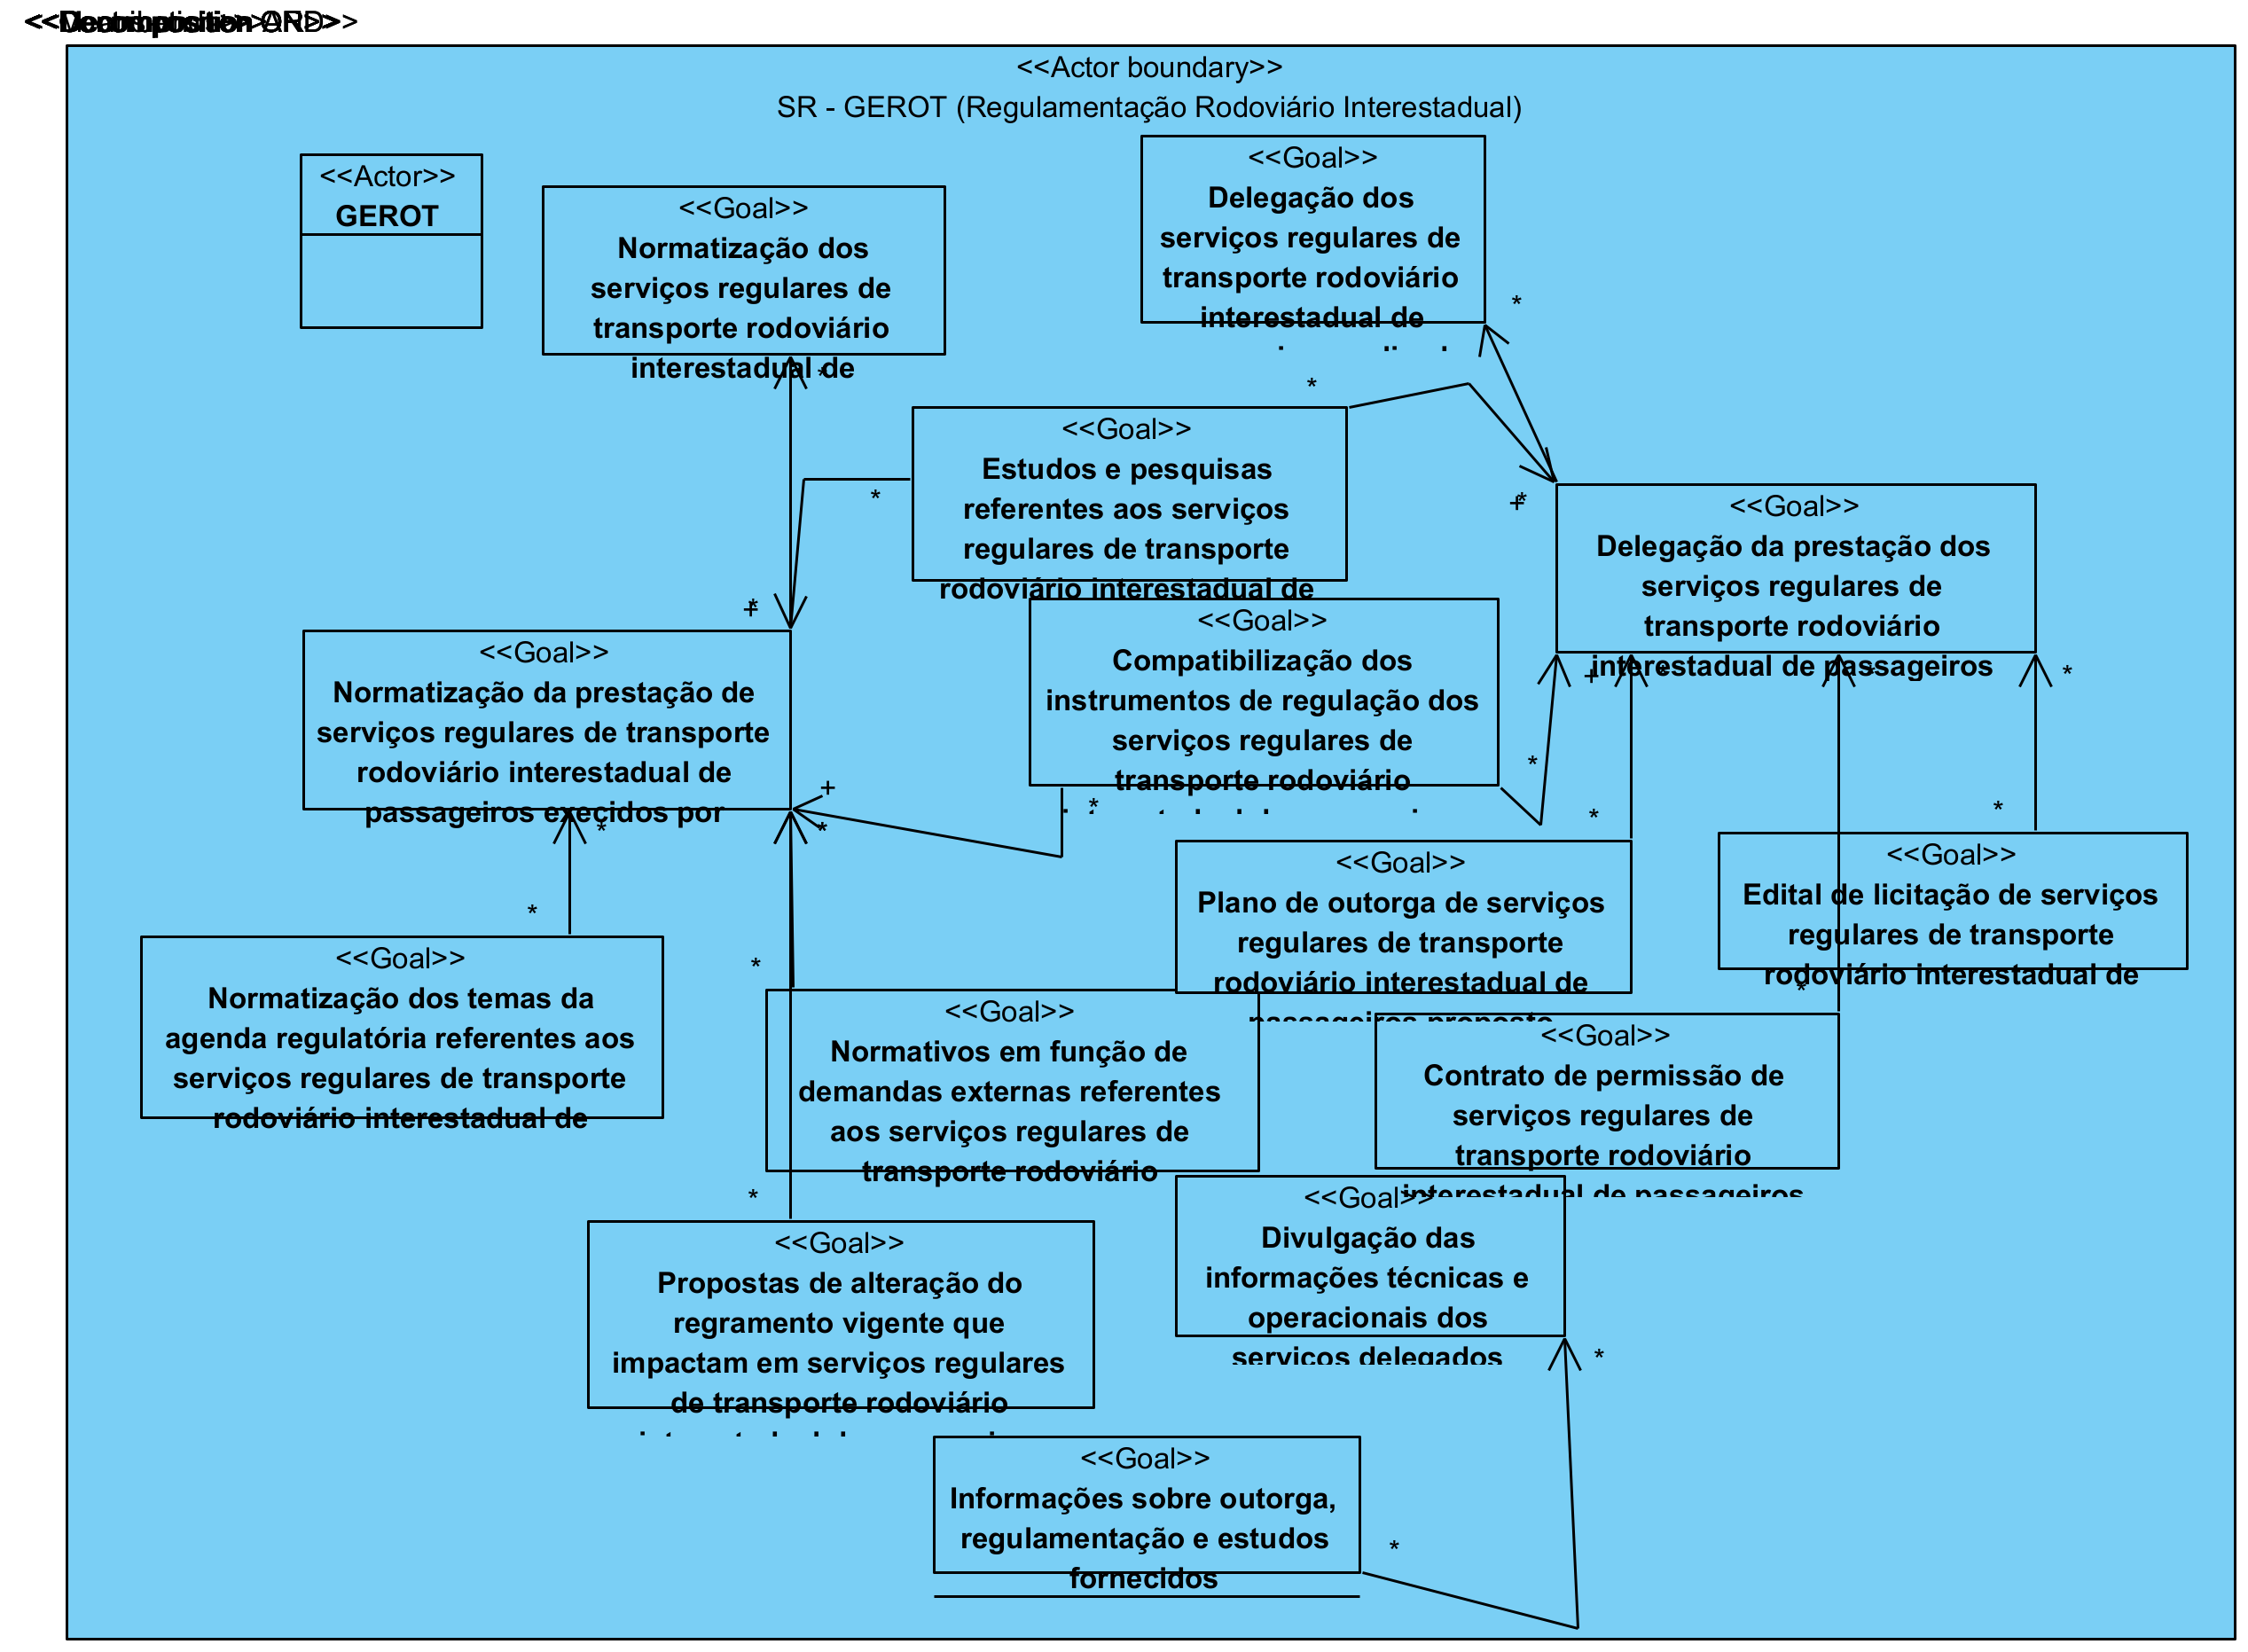 <<Actor boundary>>
SR - GEROT (Regulamentação Rodoviário Interestadual)
<<Actor>>
GEROT
<<Goal>>
Normatização dos
serviços regulares de
transporte rodoviário
interestadual de
<<Goal>>
Delegação dos
serviços regulares de
transporte rodoviário
interestadual de
<<Goal>>
Estudos e pesquisas
referentes aos serviços
regulares de transporte
rodoviário interestadual de
<<Goal>>
Delegação da prestação dos
serviços regulares de
transporte rodoviário
interestadual de passageiros
<<Goal>>
Compatibilização dos
instrumentos de regulação dos
serviços regulares de
transporte rodoviário
<<Goal>>
Normatização da prestação de
serviços regulares de transporte
rodoviário interestadual de
passageiros execidos por
<<Goal>>
Plano de outorga de serviços
regulares de transporte
rodoviário interestadual de
passageiros proposto
<<Goal>>
Edital de licitação de serviços
regulares de transporte
rodoviário interestadual de
<<Goal>>
Normatização dos temas da
agenda regulatória referentes aos
serviços regulares de transporte
rodoviário interestadual de
<<Goal>>
Normativos em função de
demandas externas referentes
aos serviços regulares de
transporte rodoviário
<<Goal>>
Contrato de permissão de
serviços regulares de
transporte rodoviário
interestadual de passageiros
<<Goal>>
Divulgação das
informações técnicas e
operacionais dos
serviços delegados
<<Goal>>
Propostas de alteração do
regramento vigente que
impactam em serviços regulares
de transporte rodoviário
<<Goal>>
Informações sobre outorga,
regulamentação e estudos
fornecidos